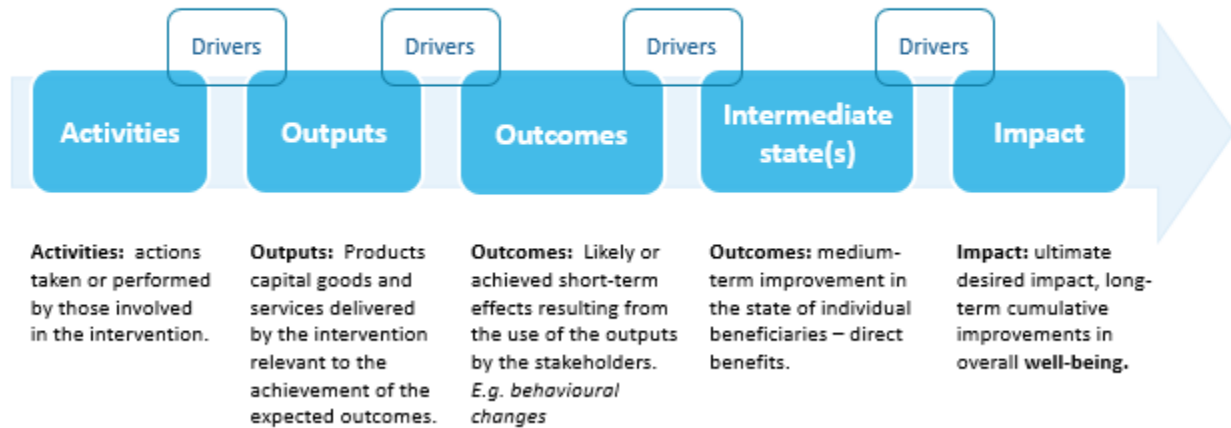 Drivers
Drivers
Drivers
Drivers
Activities
Outputs
Outcomes
Intermediate
state(s)
Impact
Activities: actions
taken or performed
by those involved
in the intervention.
Outputs: Products
capital goods and
services delivered
by the intervention
relevant to the
achievement of the
expected outcomes.
Outcomes: Likely or
achieved short-term
effects resulting from
the use of the outputs
by the stakeholders.
E.g. behavioural
changes
Outcomes: medium-
term improvement in
the state of individual
beneficiaries – direct
benefits.
Impact: ultimate
desired impact, long-
term cumulative
improvements in
overall well-being.